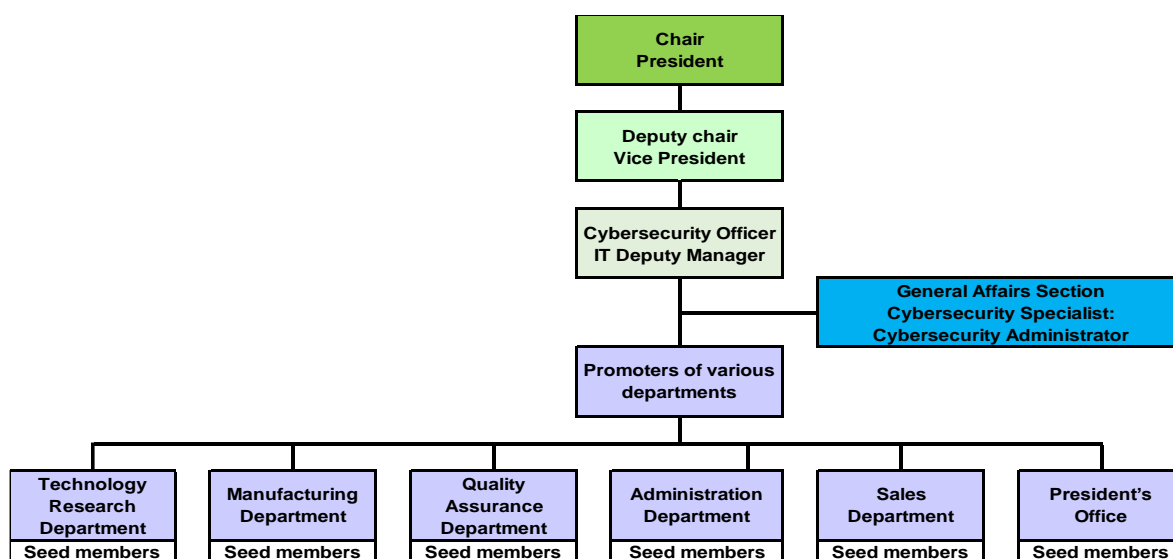 Chair
President
Deputy chair
Vice President
Cybersecurity Officer
IT Deputy Manager
General Affairs Section
Cybersecurity Specialist:
Cybersecurity Administrator
Promoters of various
departments
Technology
Research
Department
Seed members
Manufacturing
Department
Seed members
Quality
Assurance
Department
Seed members
Administration
Department
Seed members
Sales
Department
Seed members
President’s
Office
Seed members